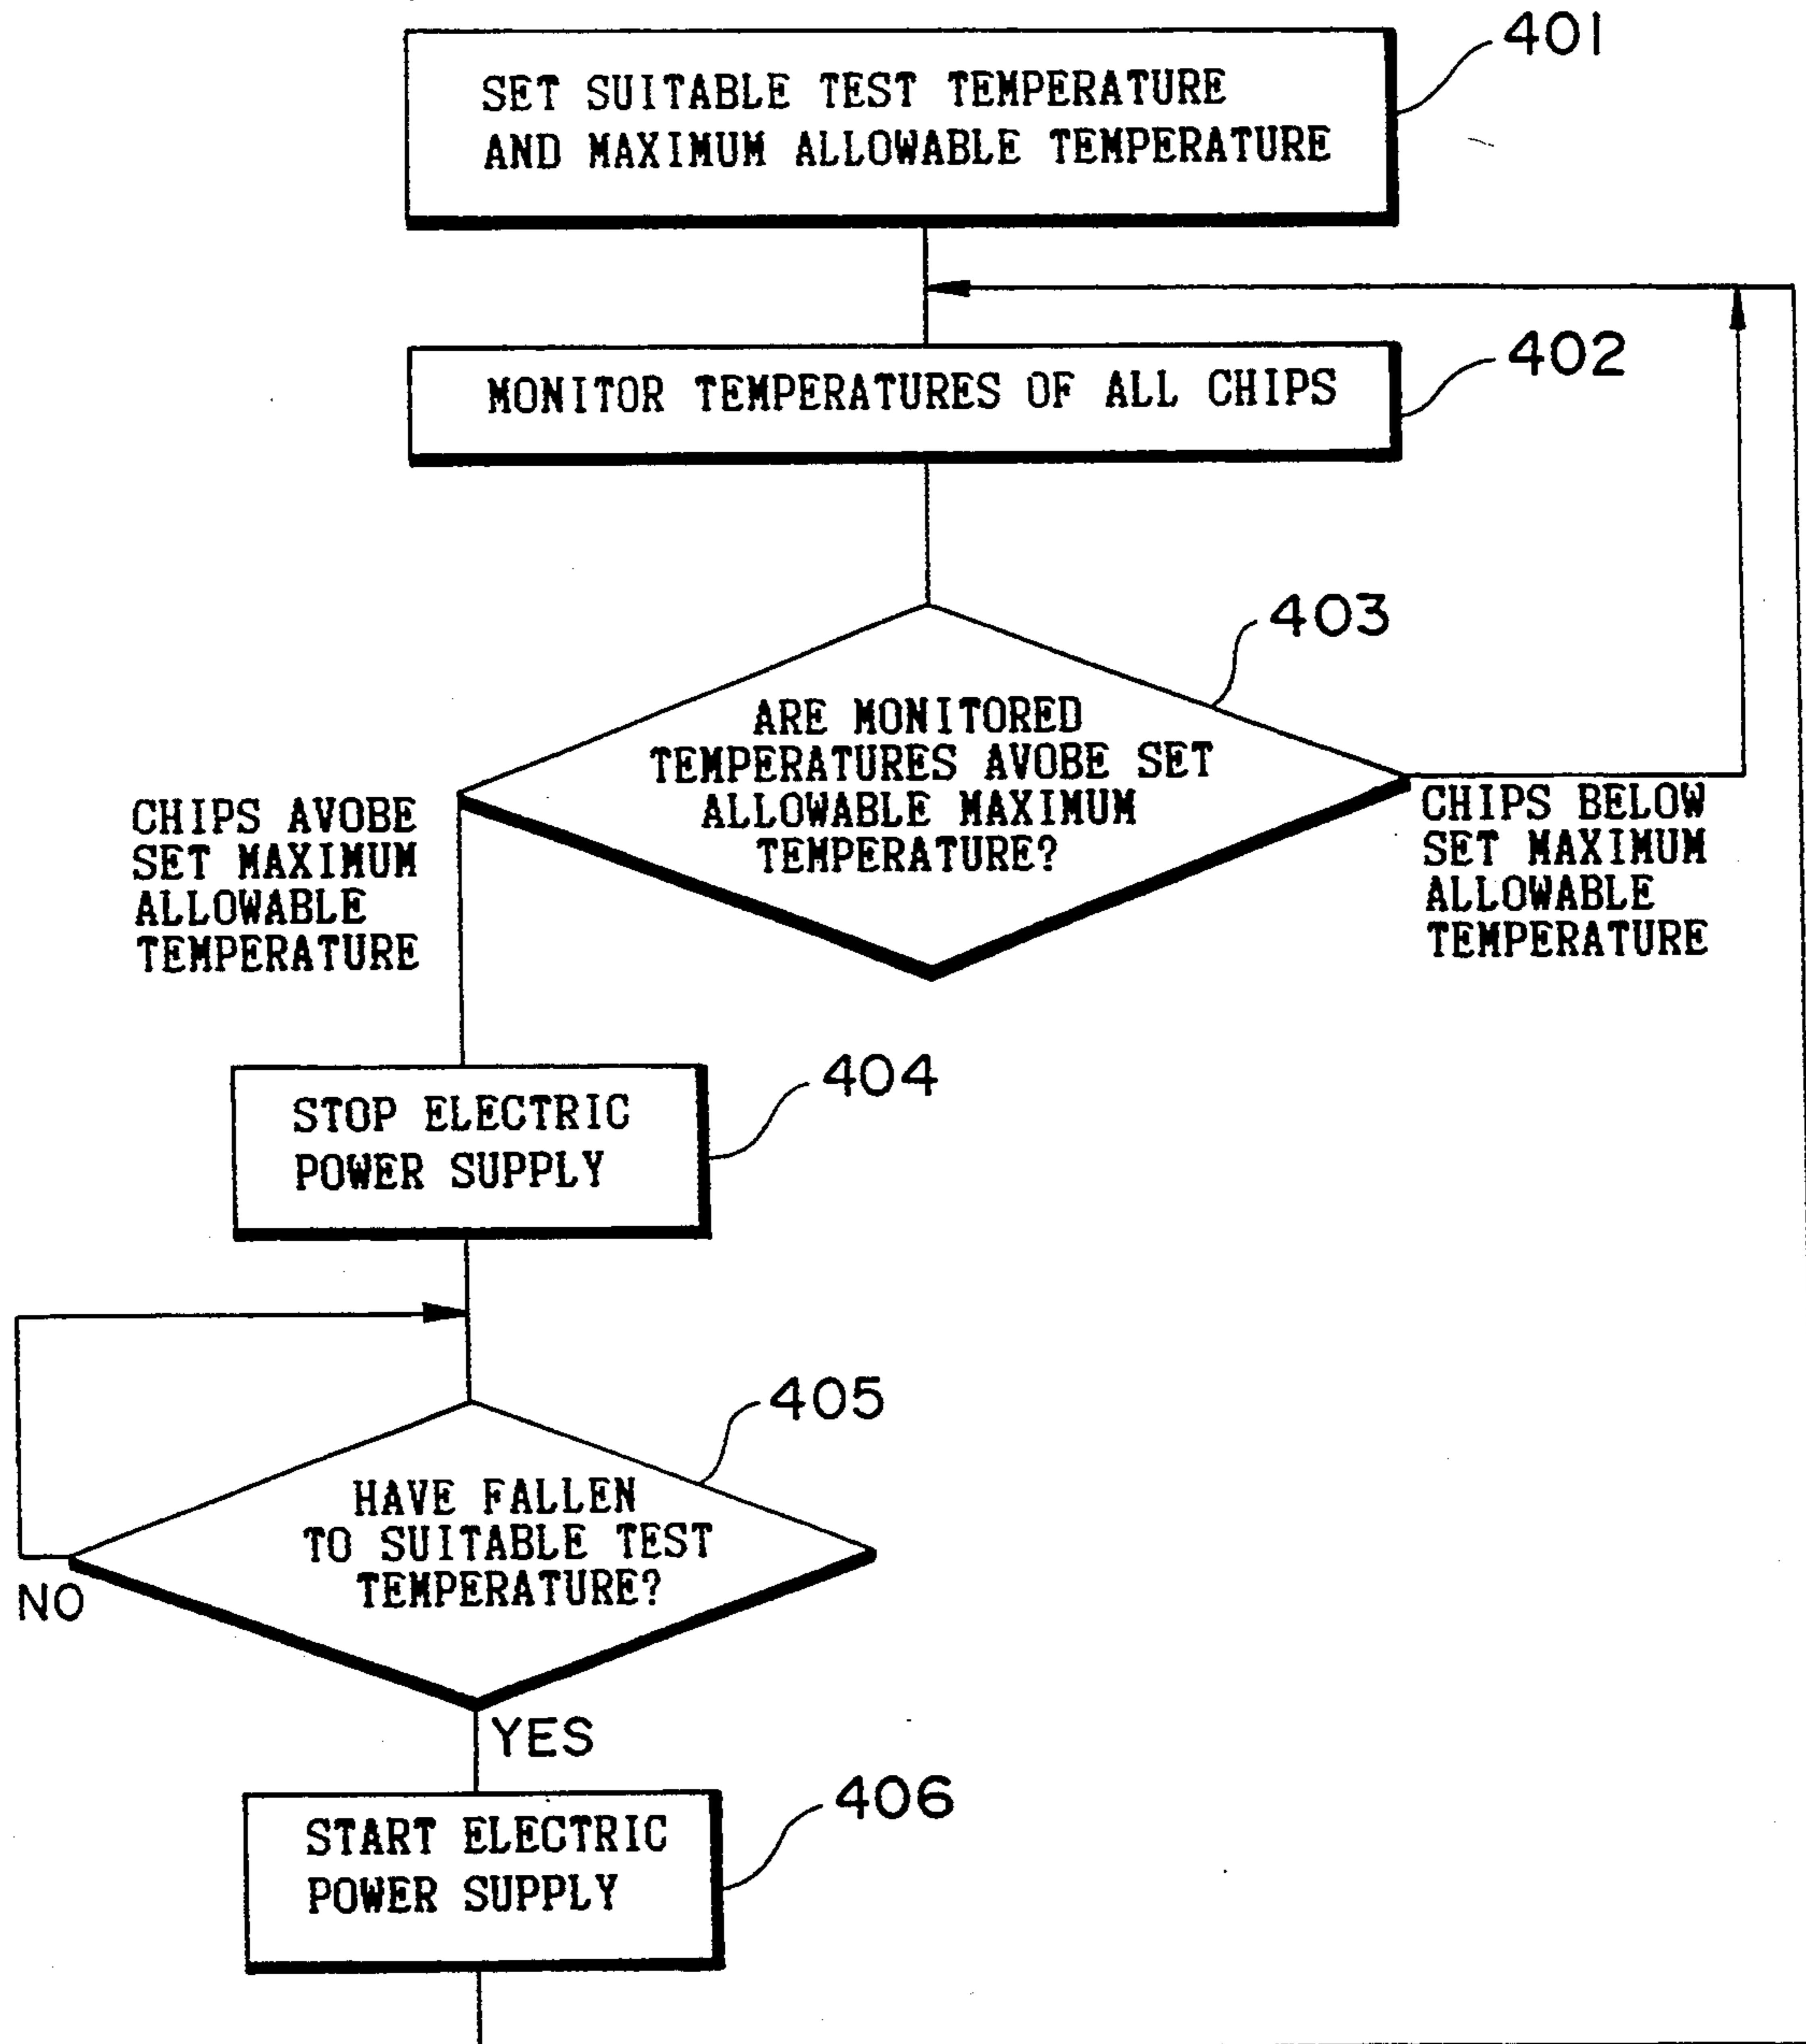 401
SET SUITABLE TEST TEMPERATURE
AND MAXIMUM ALLOWABLE TEMPERATURE
402
MONITOR TEMPERATURES OF ALL CHIPS
403
ARE MONITORED
TEMPERATURES AVOBE SET
ALLOWABLE MAXIMUM
TEMPERATURE?
CHIPS AVOBE
SET MAXIMUM
ALLOWABLE
TEMPERATURE
CHIPS BELOW
SET MAXIMUM
ALLOWABLE
TEMPERATURE
404
STOP ELECTRIC
POWER SUPPLY
405
HAVE FALLEN
TO SUITABLE TEST
TEMPERATURE?
NO
YES
406
START ELECTRIC
POWER SUPPLY